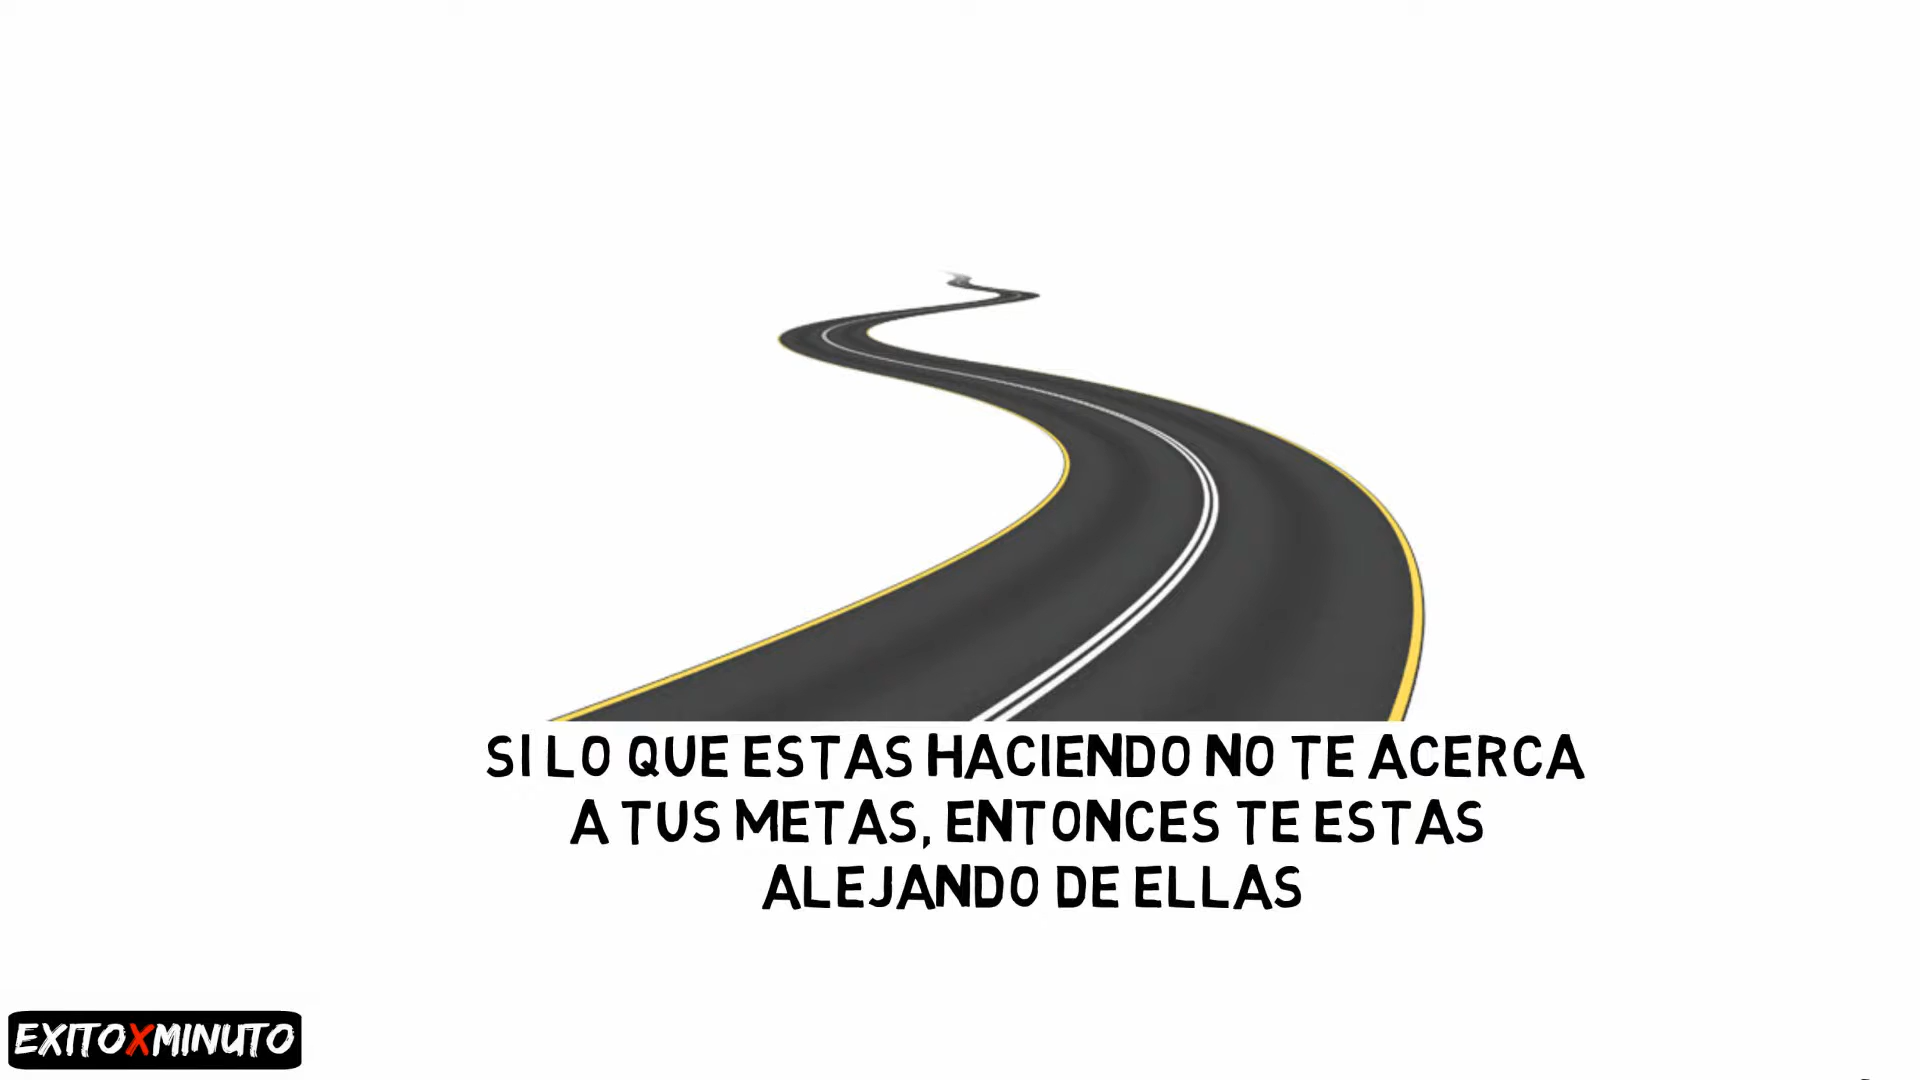 SI LO QUE ESTAS HACIENDO NO TE ACERCA
A TUS METAS, ENTONCES TE ESTAS
ALEJANDO DE ELLAS
EXITOXMINUTO